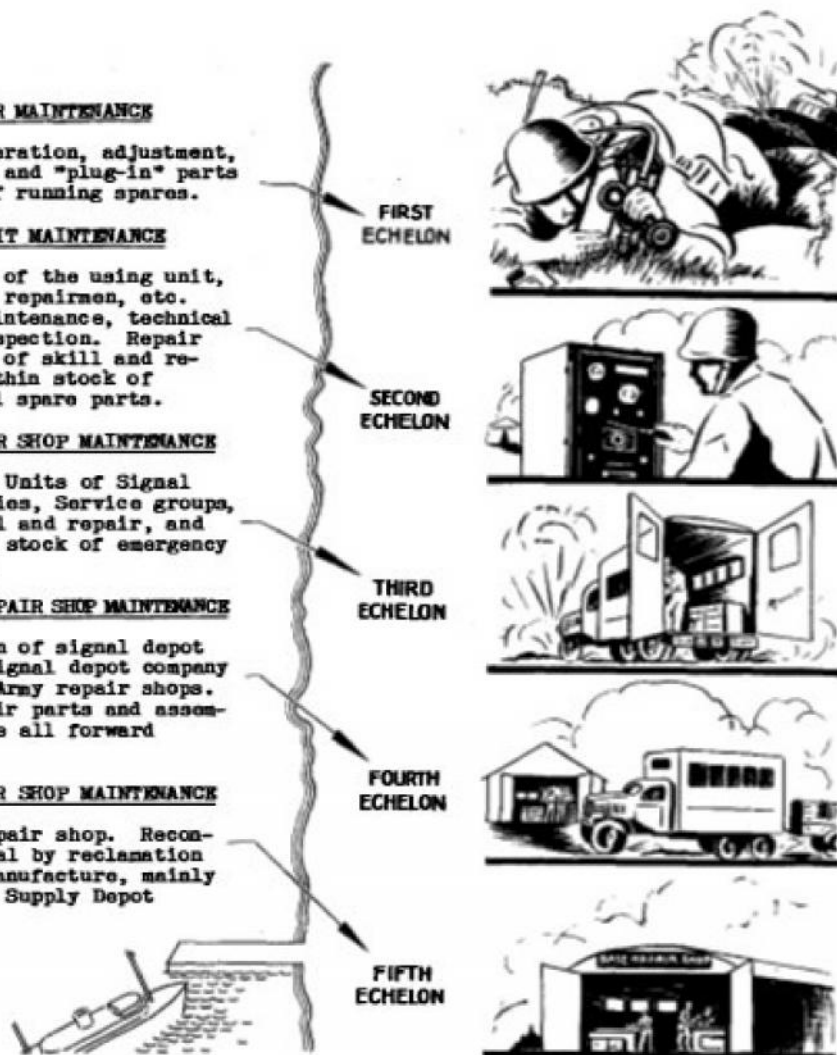 R MAINTENANCE
eration, adjustment,
and "plug-in" parts
f running spares.
FIRST
ECHELON
IT MAINTENANCE
of the using unit,
repairmen, etc.
intenance, technical
spection. Repair
of skill and re-
thin stock of
l spare parts.
SECOND
ECHELON
R SHOP MAINTENANCE
Units of Signal
ies, Service groups,
l and repair, and
stock of emergency
THIRD
ECHELON
PAIR SHOP MAINTENANCE
n of signal depot
ignal depot company
Army repair shops.
ir parts and assem-
e all forward
FOURTH
ECHELON
R SHOP MAINTENANCE
pair shop. Recon-
al by reclamation
anufacture, mainly
Supply Depot
FIFTH
ECHELON
BASE REPAIR SHOP